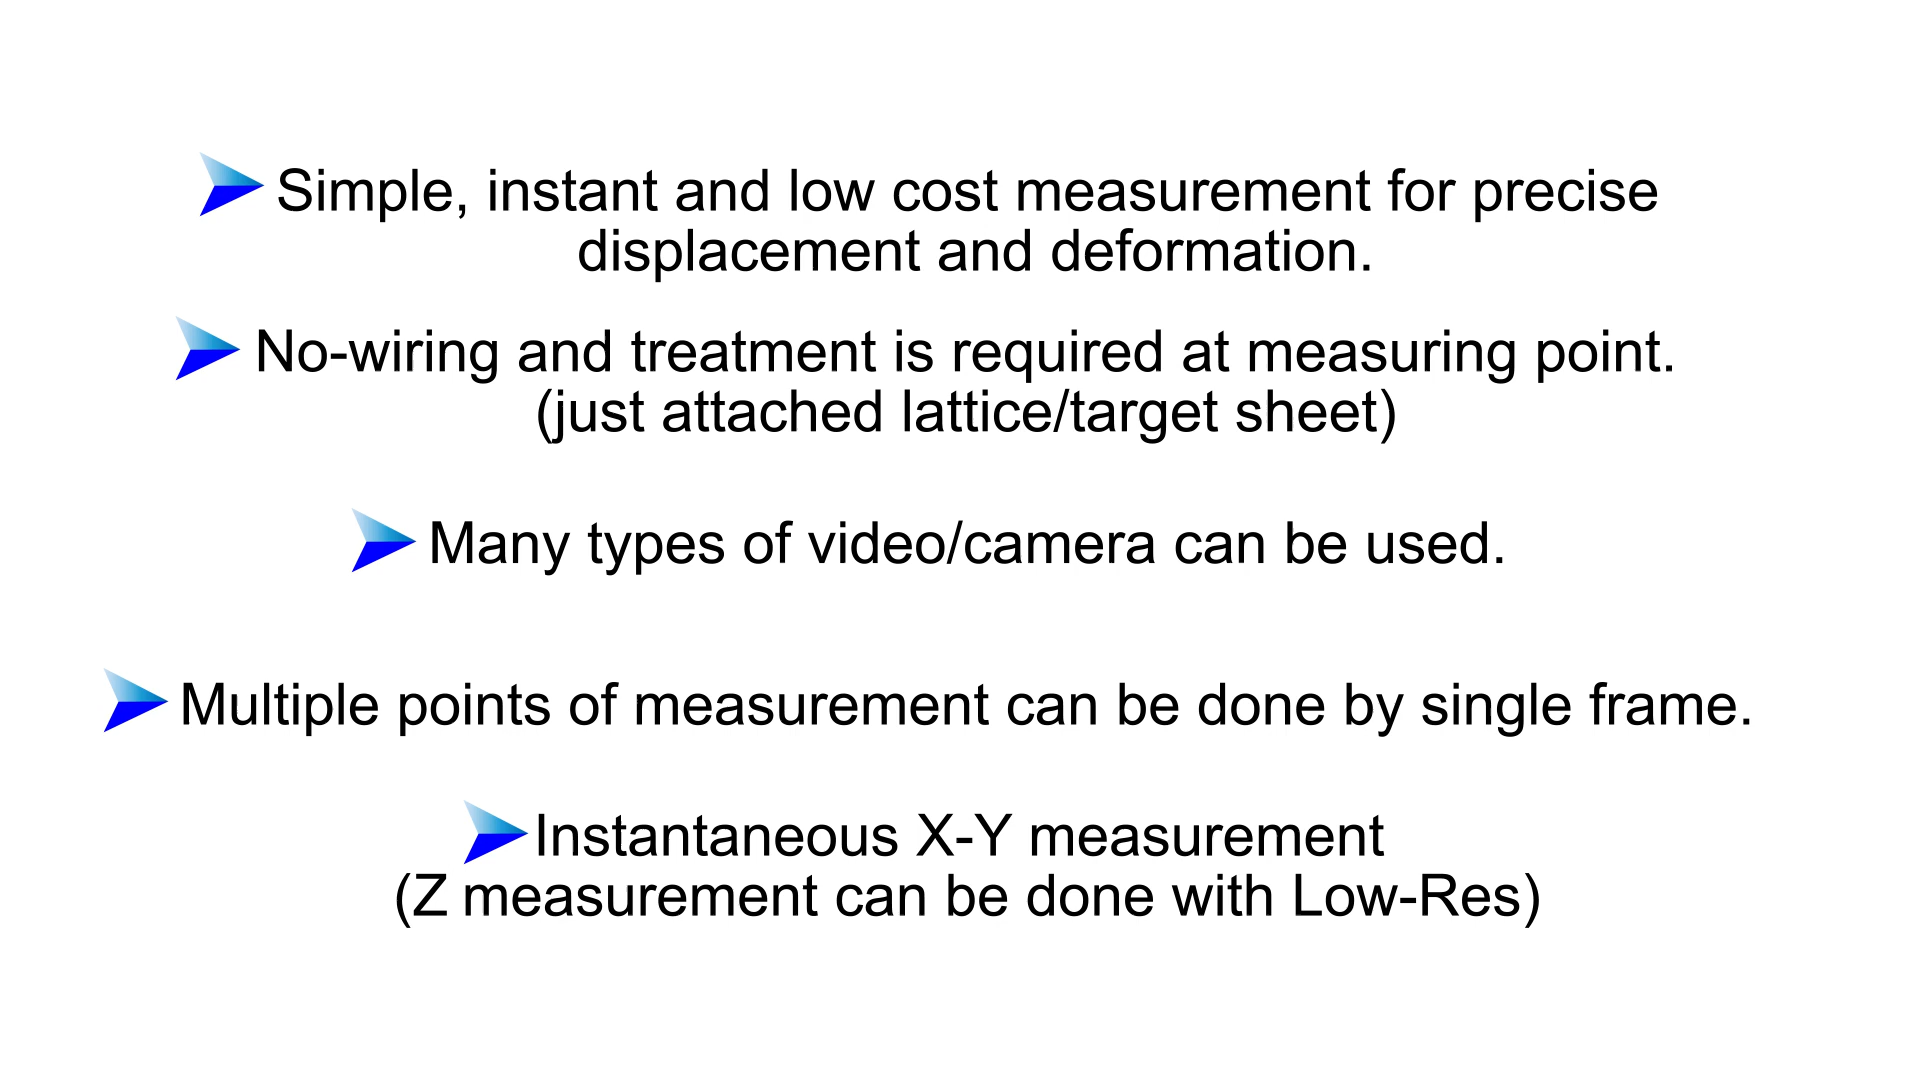 Simple, instant and low cost measurement for precise
displacement and deformation.
No-wiring and treatment is required at measuring point.
(just attached lattice/target sheet)
Many types of video/camera can be used.
Multiple points of measurement can be done by single frame.
Instantaneous X-Y measurement
(Z measurement can be done with Low-Res)